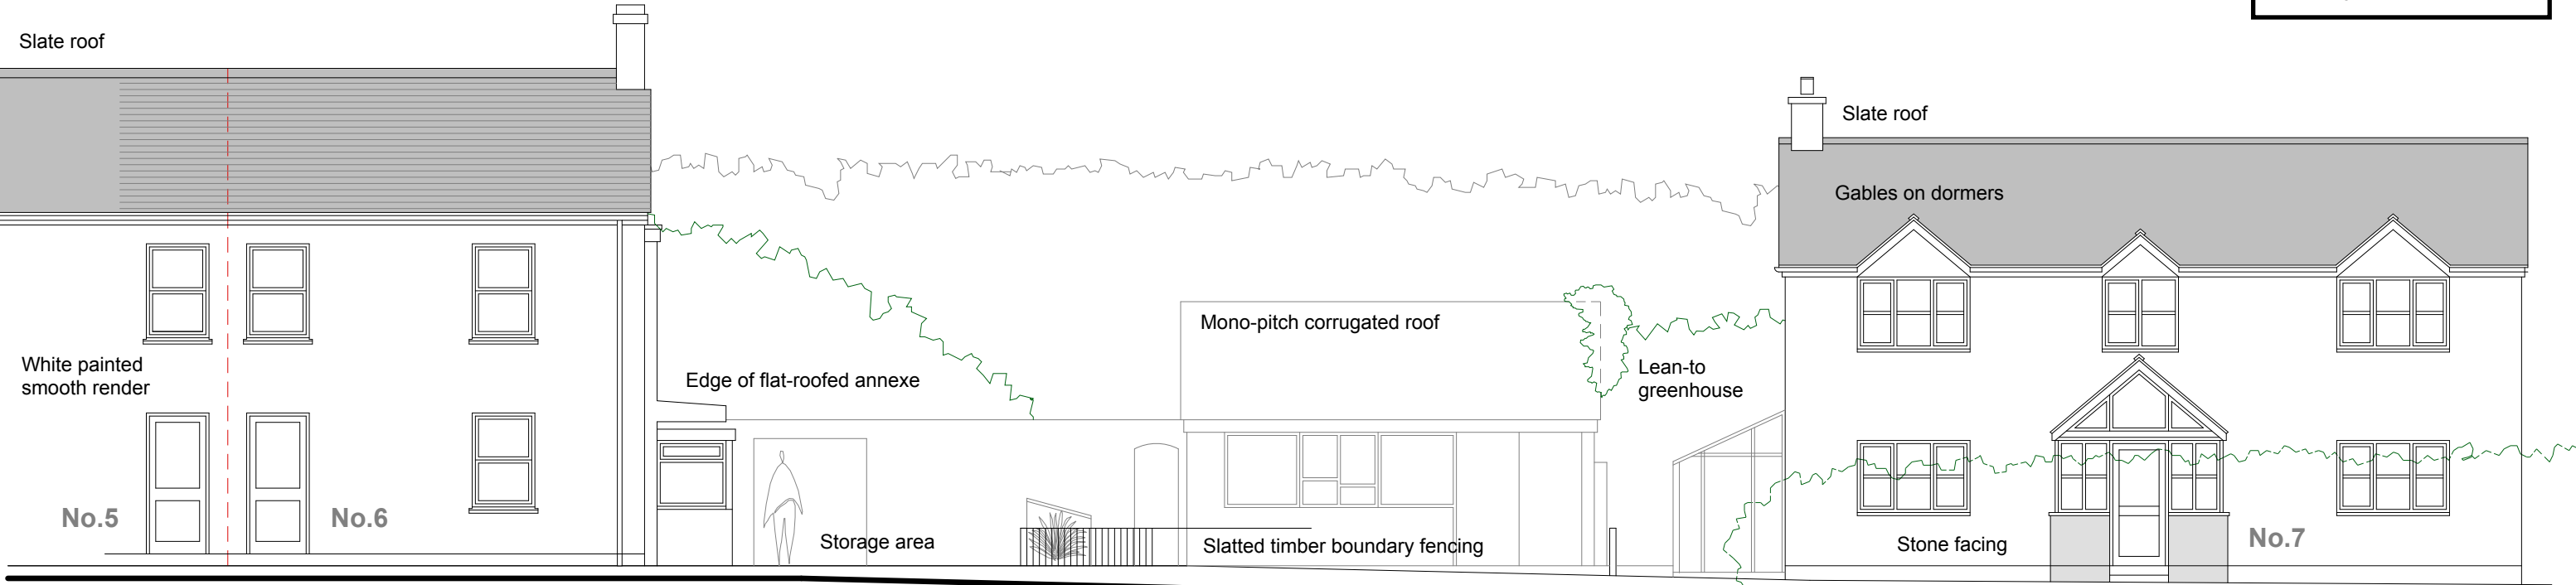 Slate roof
Slate roof
Gables on dormers
Mono-pitch corrugated roof
White painted
smooth render
Edge of flat-roofed annexe
Lean-to
greenhouse
No.5
No.6
Storage area
Slatted timber boundary fencing
Stone facing
No.7